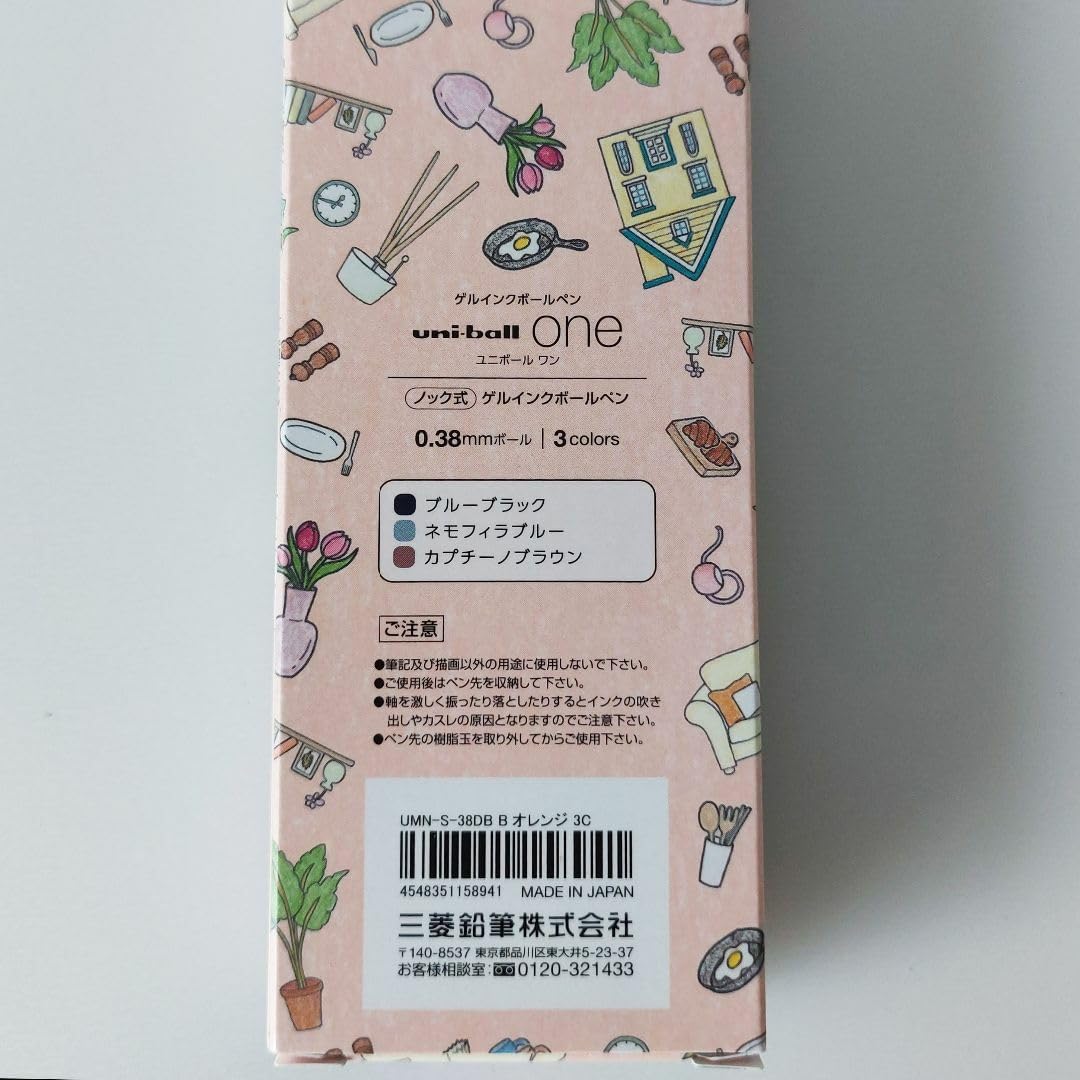 ゲルインクボールペン
uni-ball one
ユニボール ワン
ノック式 ゲルインクボールペン
0.38mmボール | 3colors
ブルーブラック
ネモフィラブルー
カプチーノブラウン
ご注意
●筆記及び描画以外の用途に使用しないで下さい。
●ご使用後はペン先を収納して下さい。
●軸を激しく振ったり落としたりするとインクの吹き
出しやカスレの原因となりますのでご注意下さい。
●ペン先の樹脂玉を取り外してからご使用下さい。
UMN-S-38DB B オレンジ 3C
4548351158941 MADE IN JAPAN
三菱鉛筆株式会社
〒140-8537 東京都品川区東大井5-23-37
お客様相談室:0120-321433